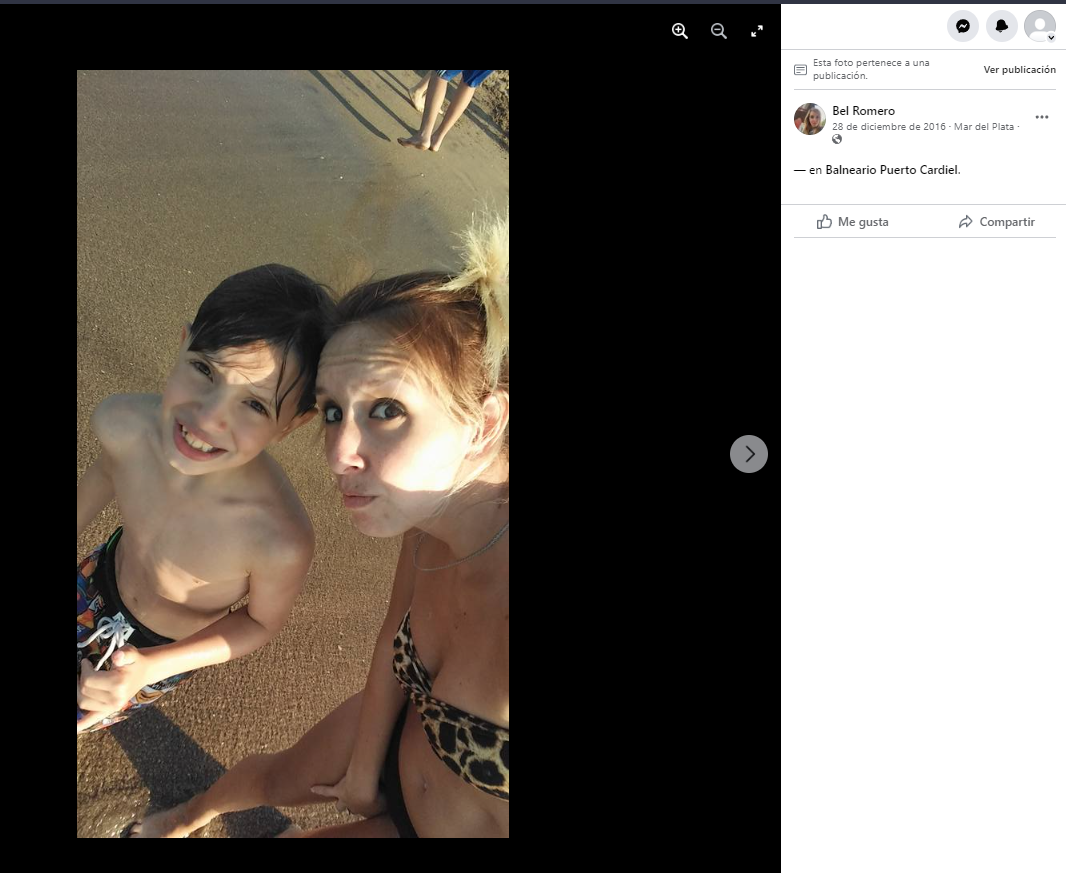 Esta foto pertenece a una
publicación.
Ver publicación
Bel Romero
28 de diciembre de 2016 · Mar del Plata ·
— en Balneario Puerto Cardiel.
Me gusta
Compartir